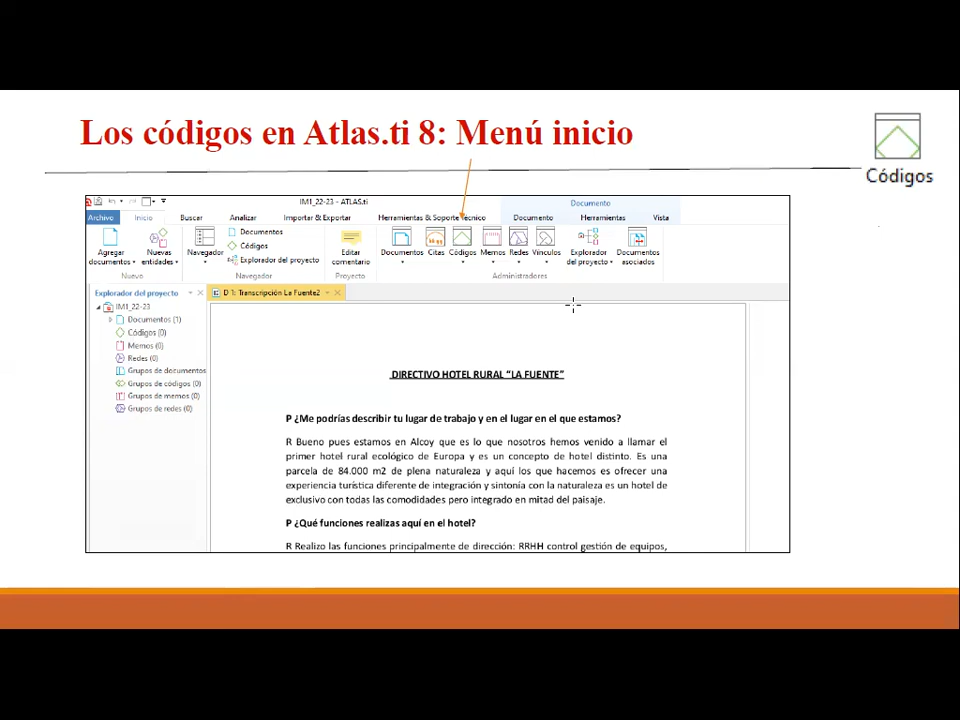 Los códigos en Atlas.ti 8: Menú inicio
Códigos
IM1_22-23 - ATLAS.ti
Documento
Archivo Inicio Buscar Analizar Importar & Exportar Herramientas & Soporte Técnico Documento Herramientas Vista
Agregar documentos
Nuevas entidades
Nuevo
Navegador
Documentos
Códigos
Explorador del proyecto
Navegador
Editar comentario
Proyecto
Documentos Citas Códigos Memos Redes Vínculos
Explorador del proyecto
Documentos asociados
Administradores
Explorador del proyecto
D 1: Transcripción La Fuente2
IM1_22-23
Documentos (1)
Códigos (0)
Memos (0)
Redes (0)
Grupos de documentos
Grupos de códigos (0)
Grupos de memos (0)
Grupos de redes (0)
DIRECTIVO HOTEL RURAL “LA FUENTE”
P ¿Me podrías describir tu lugar de trabajo y en el lugar en el que estamos?
R Bueno pues estamos en Alcoy que es lo que nosotros hemos venido a llamar el
primer hotel rural ecológico de Europa y es un concepto de hotel distinto. Es una
parcela de 84.000 m2 de plena naturaleza y aquí los que hacemos es ofrecer una
experiencia turística diferente de integración y sintonía con la naturaleza es un hotel de
exclusivo con todas las comodidades pero integrado en mitad del paisaje.
P ¿Qué funciones realizas aquí en el hotel?
R Realizo las funciones principalmente de dirección: RRHH control gestión de equipos,